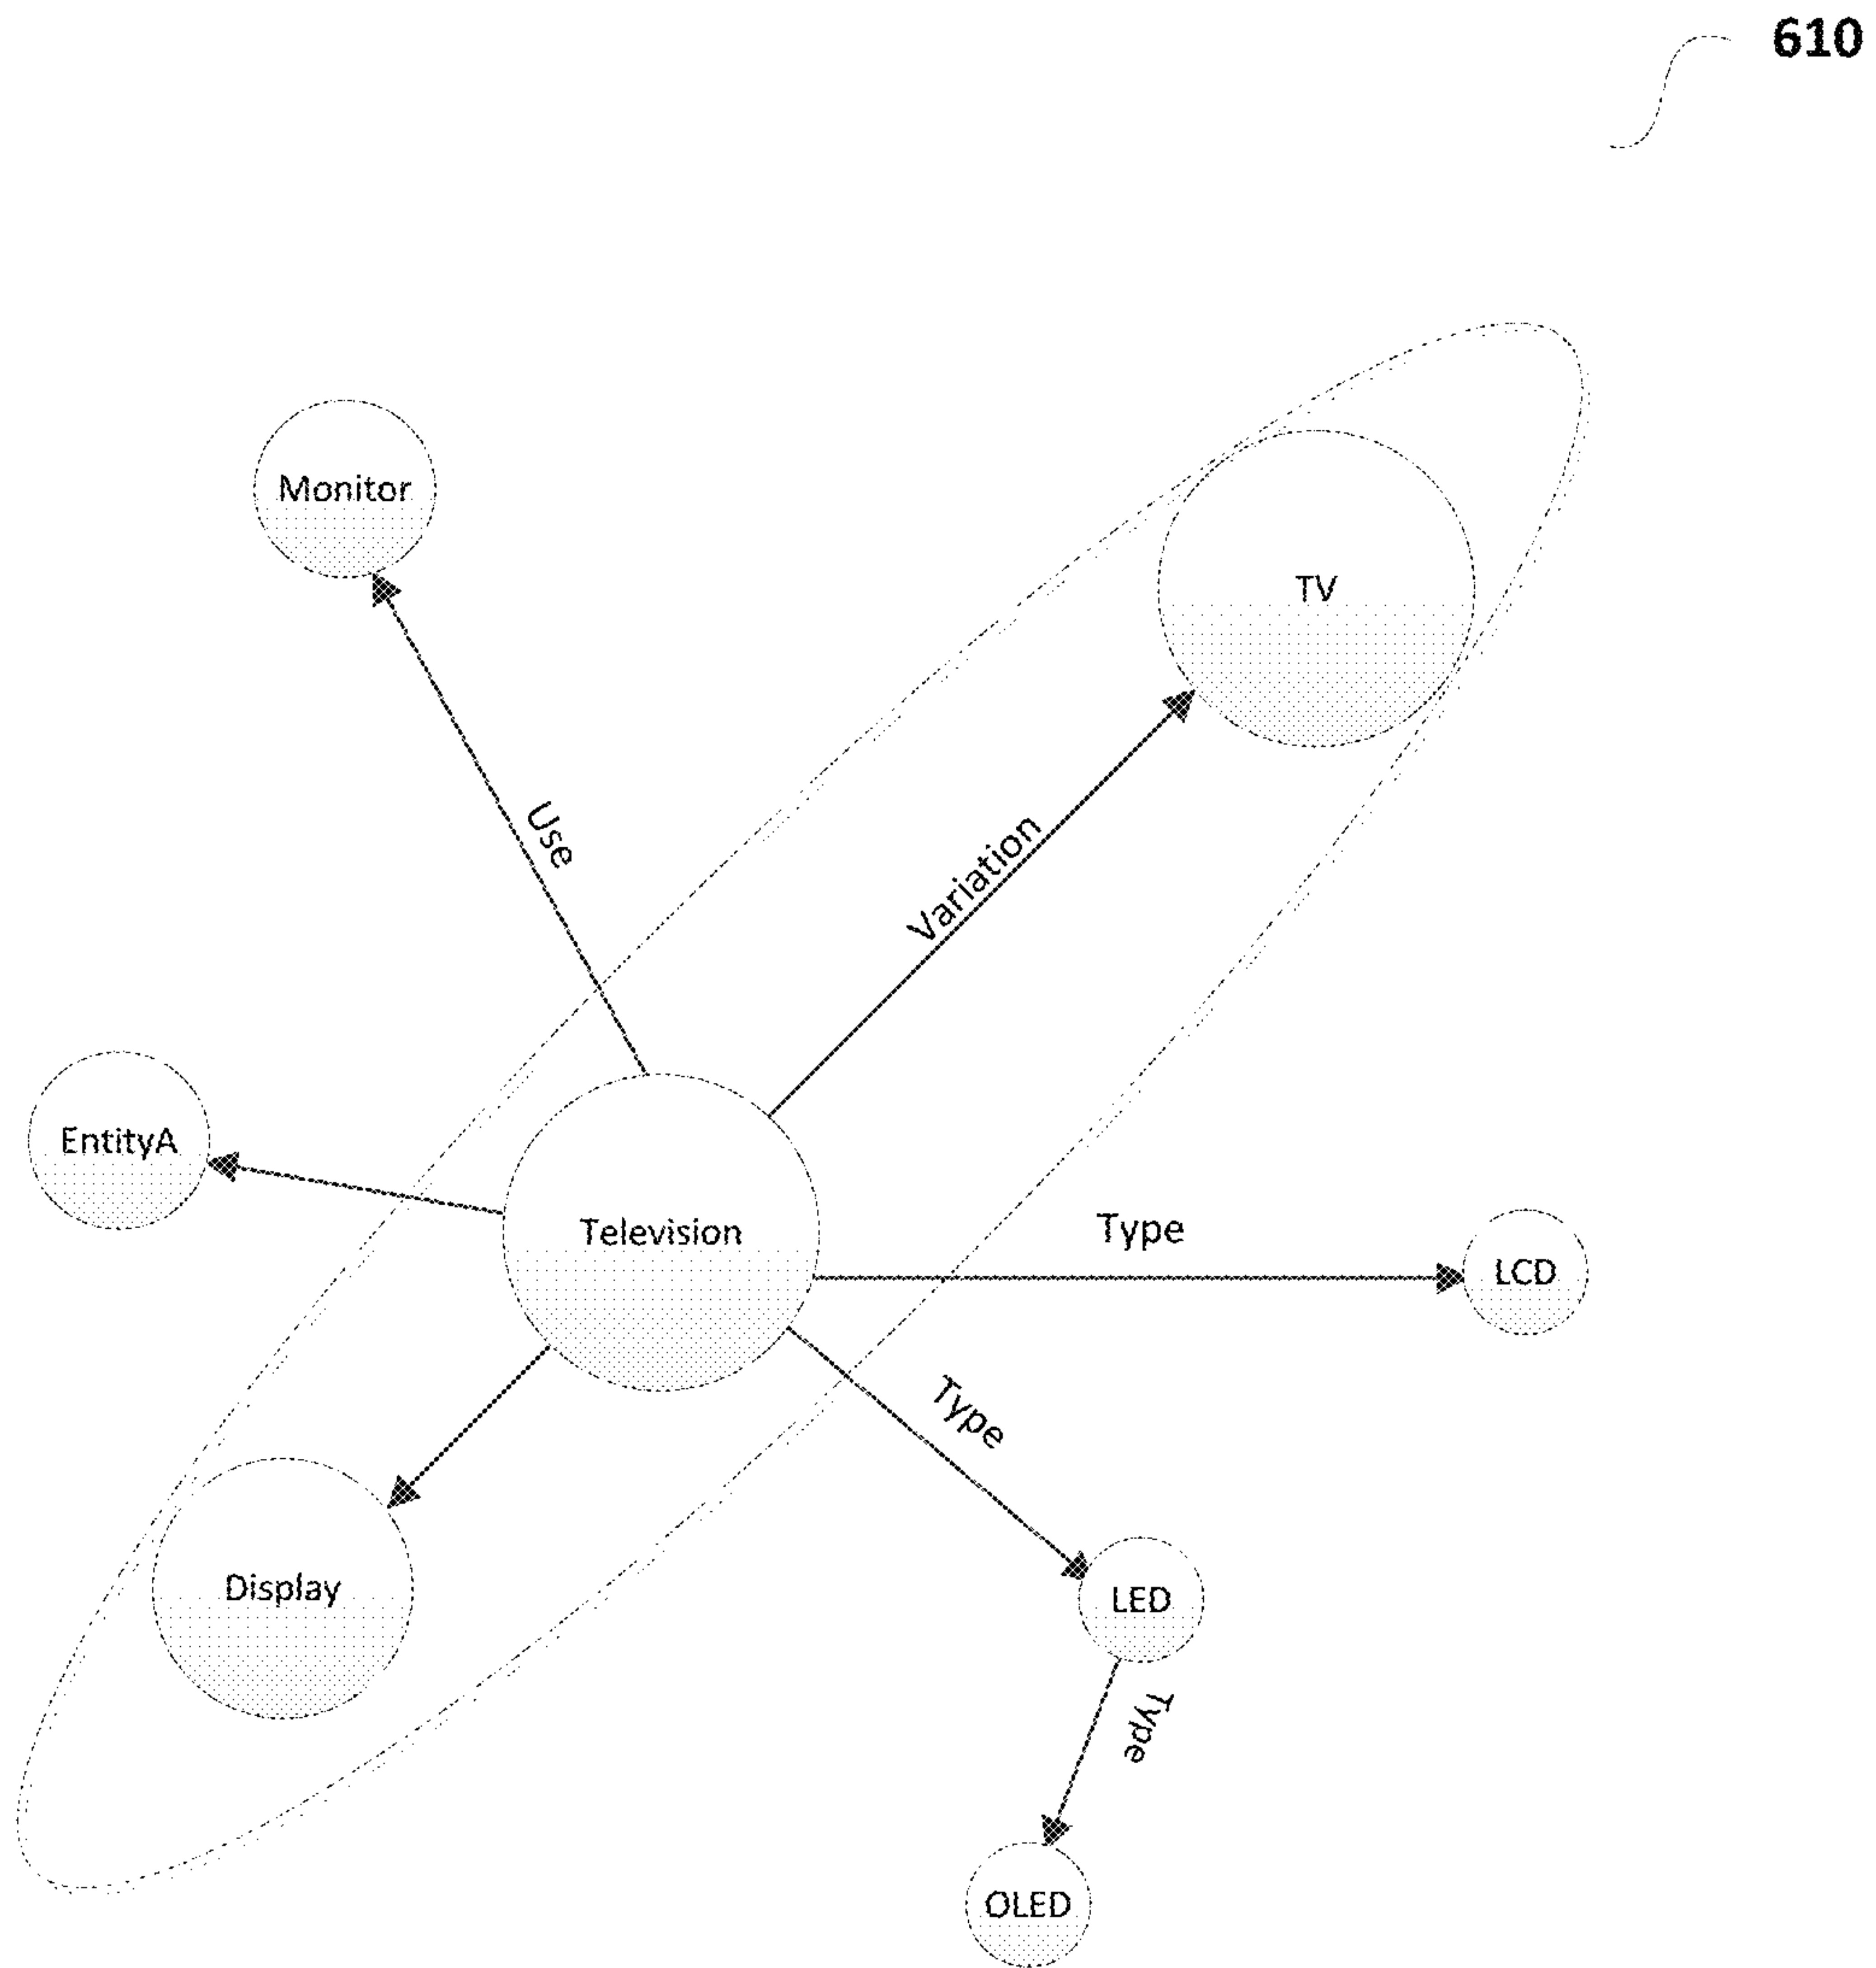 610
Monitor
TV
Use
Variation
EntityA
Television
Type
LCD
Type
Display
LED
Type
OLED